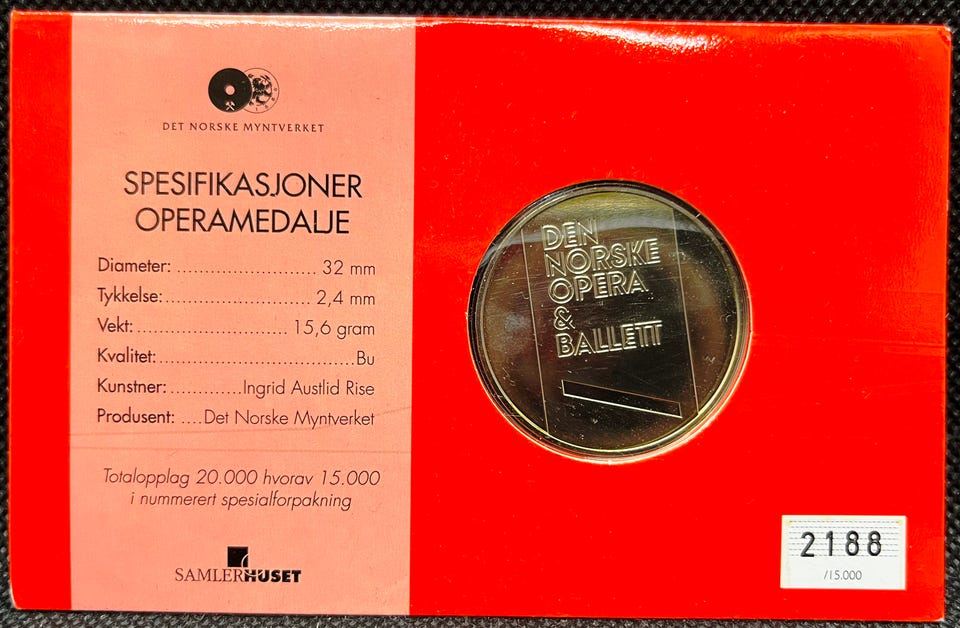 DET NORSKE MYNTVERKET
SPESIFIKASJONER
OPERAMEDALJE
Diameter: ........................ 32 mm
Tykkelse:......................... 2,4 mm
Vekt:.......................... 15,6 gram
Kvalitet:..................................Bu
Kunstner:.............Ingrid Austlid Rise
Produsent: ....Det Norske Myntverket
Totalopplag 20.000 hvorav 15.000
i nummerert spesialforpakning
SAMLERHUSET
DEN
NORSKE
OPERA
&
BALLETT
2188
/15.000